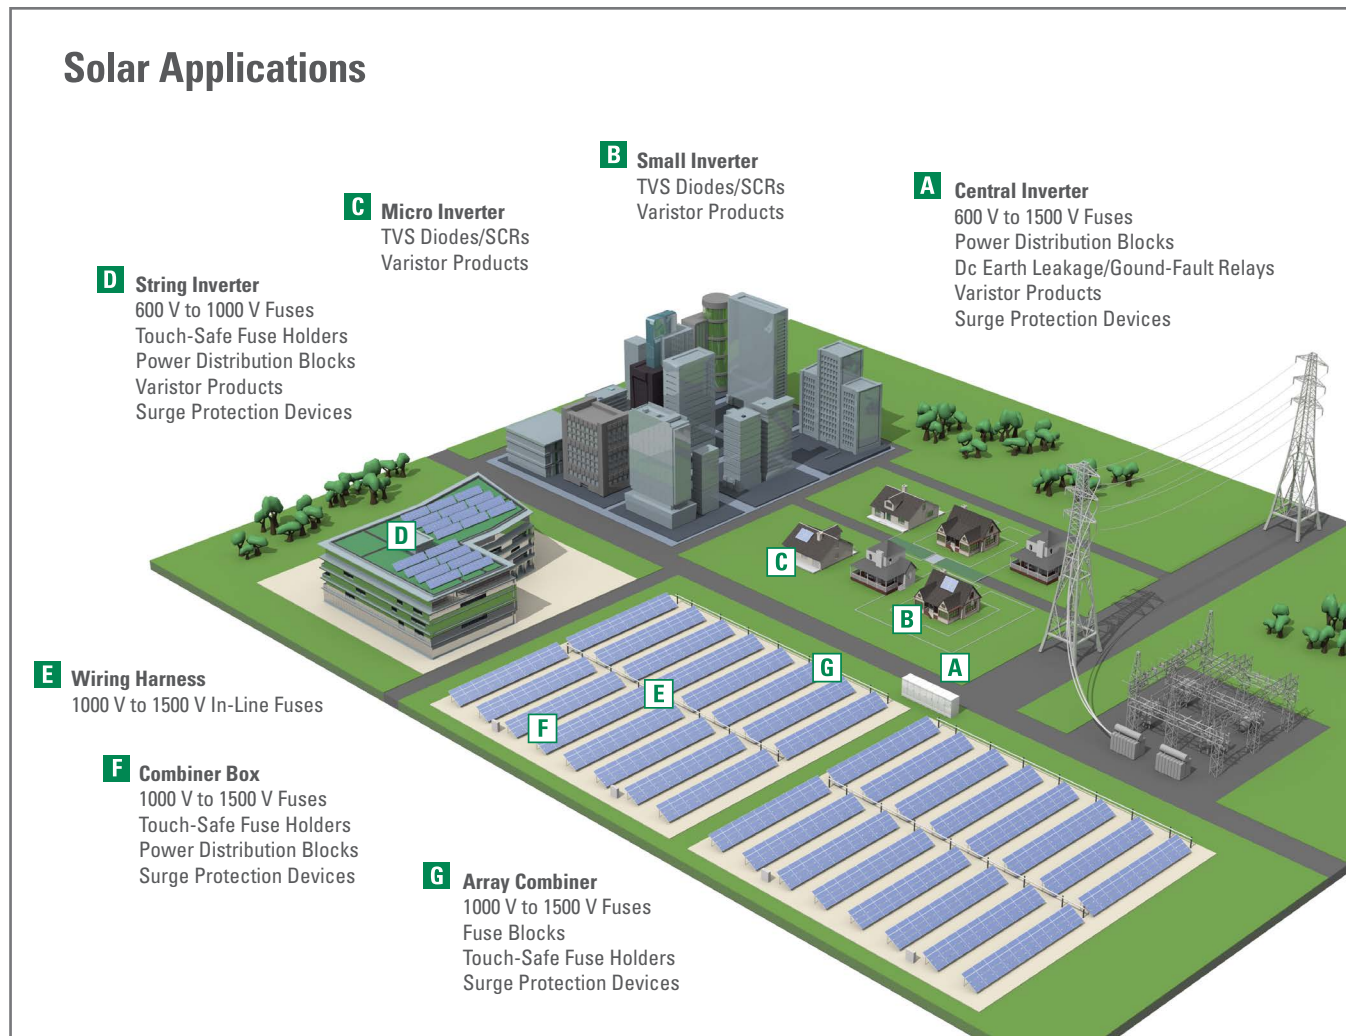 Solar Applications
B Small Inverter
TVS Diodes/SCRs
Varistor Products
A Central Inverter
600 V to 1500 V Fuses
Power Distribution Blocks
Dc Earth Leakage/Gound-Fault Relays
Varistor Products
Surge Protection Devices
C Micro Inverter
TVS Diodes/SCRs
Varistor Products
D String Inverter
600 V to 1000 V Fuses
Touch-Safe Fuse Holders
Power Distribution Blocks
Varistor Products
Surge Protection Devices
D
C
B
A
G
E
F
E Wiring Harness
1000 V to 1500 V In-Line Fuses
F Combiner Box
1000 V to 1500 V Fuses
Touch-Safe Fuse Holders
Power Distribution Blocks
Surge Protection Devices
G Array Combiner
1000 V to 1500 V Fuses
Fuse Blocks
Touch-Safe Fuse Holders
Surge Protection Devices